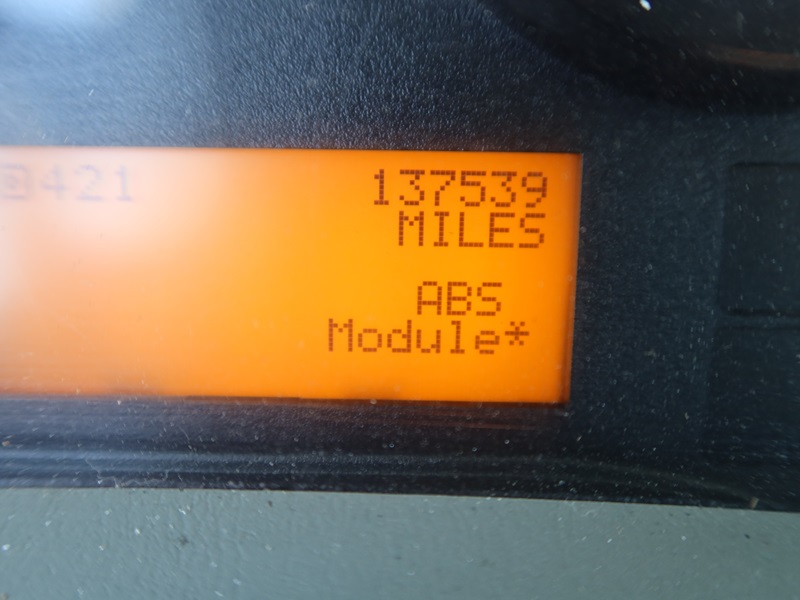 421
137539
MILES
ABS
Module*